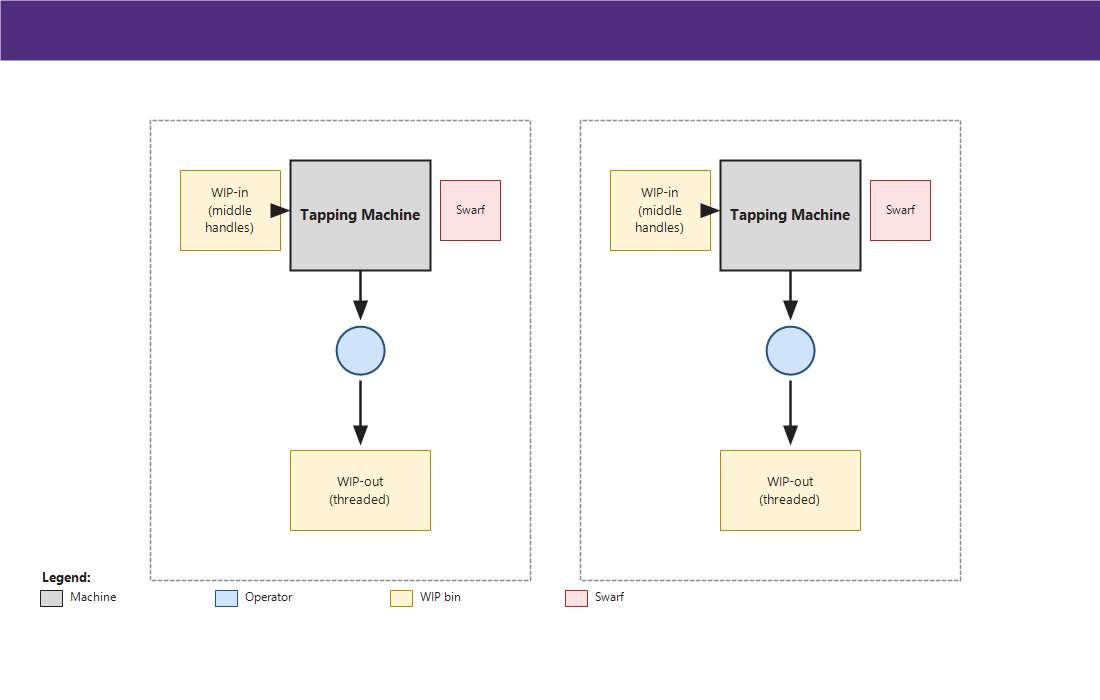 WIP-in
(middle
handles)
Tapping Machine
Swarf
WIP-out
(threaded)
WIP-in
(middle
handles)
Tapping Machine
Swarf
WIP-out
(threaded)
Legend:
Machine
Operator
WIP bin
Swarf